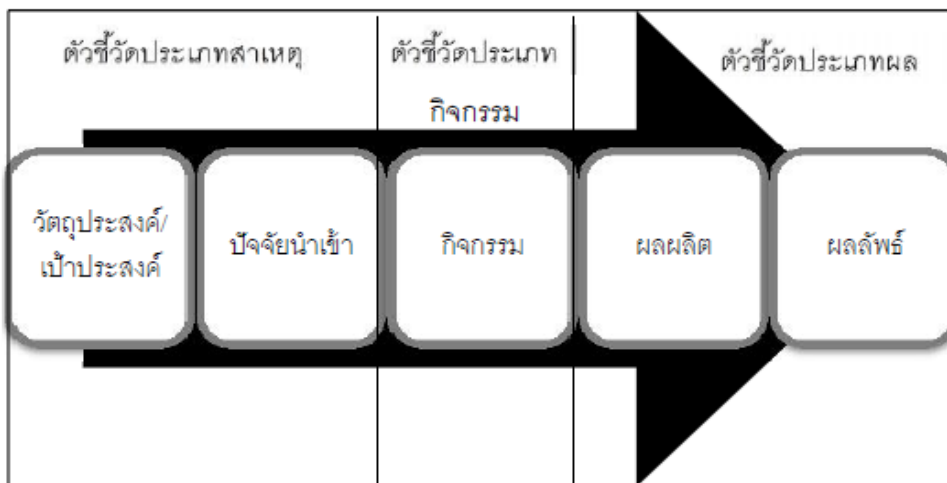 ตัวชี้วัดประเภทสาเหตุ
ตัวชี้วัดประเภท
กิจกรรม
ตัวชี้วัดประเภทผล
วัตถุประสงค์/
เป้าประสงค์
ปัจจัยนำเข้า
กิจกรรม
ผลผลิต
ผลลัพธ์